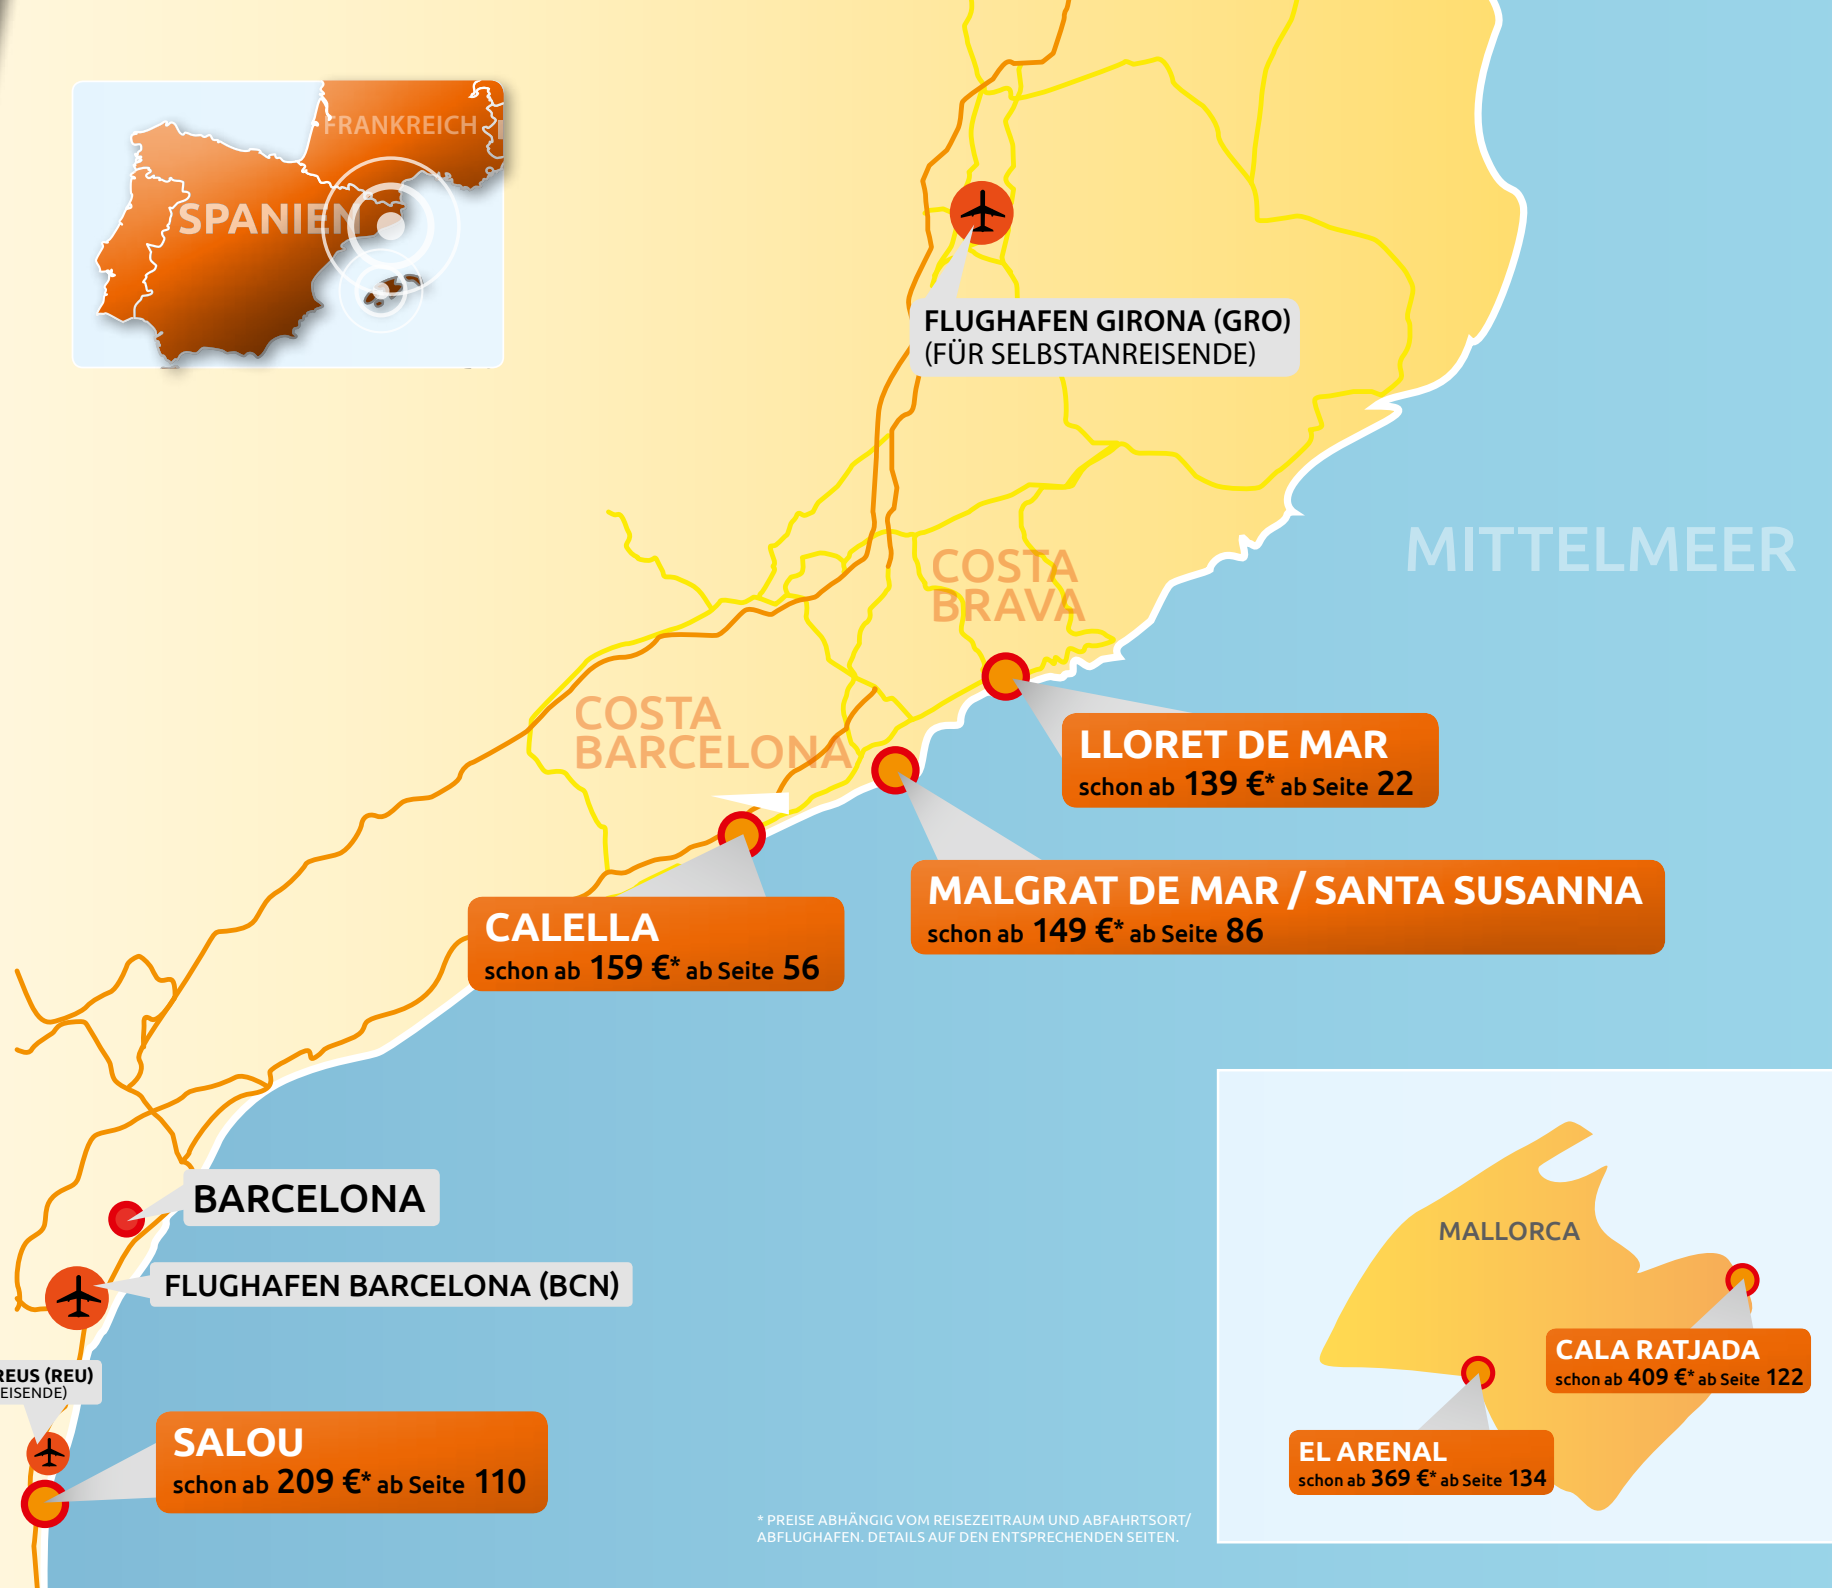 FRANKREICH
SPANIEN
FLUGHAFEN GIRONA (GRO)
(FÜR SELBSTANREISENDE)
MITTELMEER
COSTA
BRAVA
COSTA
BARCELONA
LLORET DE MAR
schon ab 139 €* ab Seite 22
MALGRAT DE MAR / SANTA SUSANNA
schon ab 149 €* ab Seite 86
CALELLA
schon ab 159 €* ab Seite 56
BARCELONA
FLUGHAFEN BARCELONA (BCN)
REUS (REU)
EISENDE)
SALOU
schon ab 209 €* ab Seite 110
MALLORCA
CALA RATJADA
schon ab 409 €* ab Seite 122
EL ARENAL
schon ab 369 €* ab Seite 134
* PREISE ABHÄNGIG VOM REISEZEITRAUM UND ABFAHRTSORT/
ABFLUGHAFEN. DETAILS AUF DEN ENTSPRECHENDEN SEITEN.